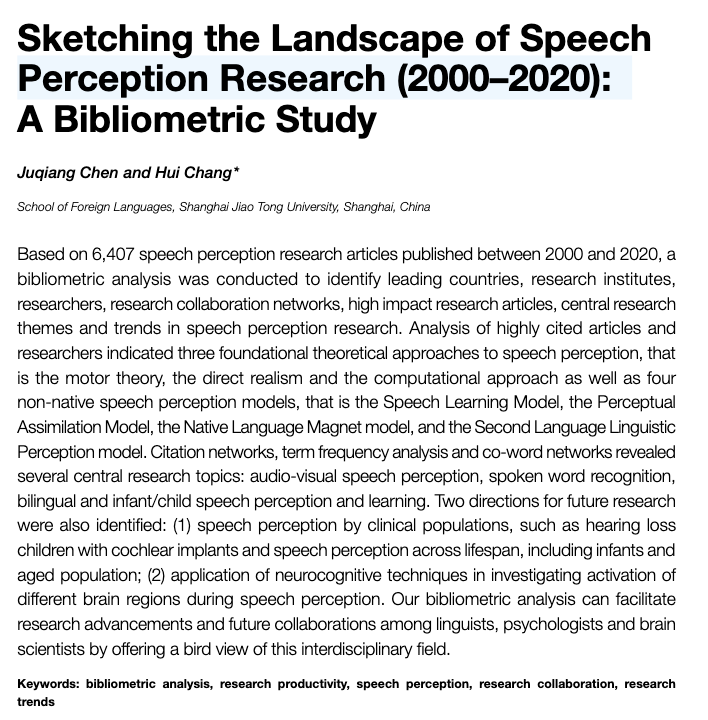 Sketching the Landscape of Speech
Perception Research (2000–2020):
A Bibliometric Study
Juqiang Chen and Hui Chang*
School of Foreign Languages, Shanghai Jiao Tong University, Shanghai, China
Based on 6,407 speech perception research articles published between 2000 and 2020, a
bibliometric analysis was conducted to identify leading countries, research institutes,
researchers, research collaboration networks, high impact research articles, central research
themes and trends in speech perception research. Analysis of highly cited articles and
researchers indicated three foundational theoretical approaches to speech perception, that
is the motor theory, the direct realism and the computational approach as well as four
non-native speech perception models, that is the Speech Learning Model, the Perceptual
Assimilation Model, the Native Language Magnet model, and the Second Language Linguistic
Perception model. Citation networks, term frequency analysis and co-word networks revealed
several central research topics: audio-visual speech perception, spoken word recognition,
bilingual and infant/child speech perception and learning. Two directions for future research
were also identified: (1) speech perception by clinical populations, such as hearing loss
children with cochlear implants and speech perception across lifespan, including infants and
aged population; (2) application of neurocognitive techniques in investigating activation of
different brain regions during speech perception. Our bibliometric analysis can facilitate
research advancements and future collaborations among linguists, psychologists and brain
scientists by offering a bird view of this interdisciplinary field.
Keywords: bibliometric analysis, research productivity, speech perception, research collaboration, research
trends